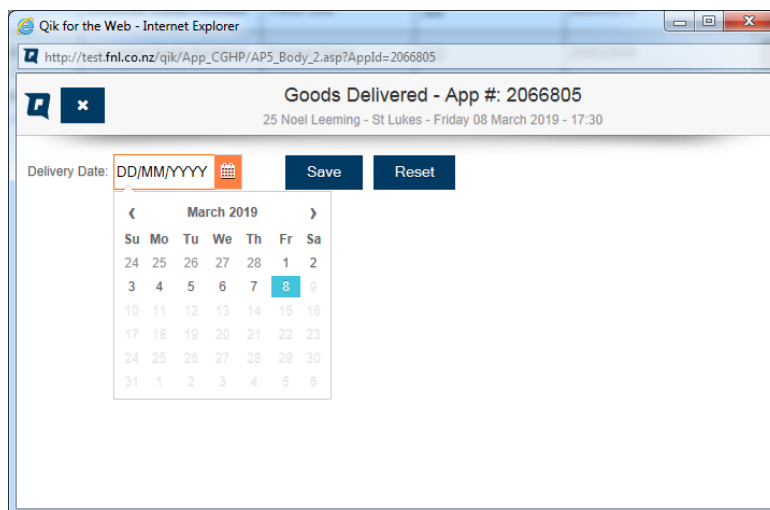 Qik for the Web - Internet Explorer
http://test.fnl.co.nz/qik/App_CGHP/AP5_Body_2.asp?AppId=2066805
Goods Delivered - App #: 2066805
25 Noel Leeming - St Lukes - Friday 08 March 2019 - 17:30
Delivery Date: DD/MM/YYYY Save Reset
❮ March 2019 ❯
Su Mo Tu We Th Fr Sa
24 25 26 27 28 1 2
3 4 5 6 7 8 9
10 11 12 13 14 15 16
17 18 19 20 21 22 23
24 25 26 27 28 29 30
31 1 2 3 4 5 6